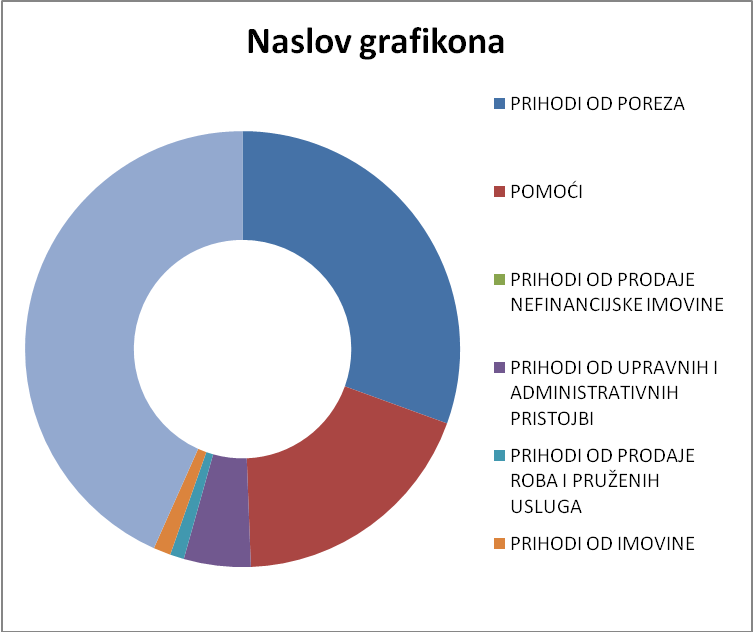 Naslov grafikona
PRIHODI OD POREZA
POMOĆI
PRIHODI OD PRODAJE
NEFINANCIJSKE IMOVINE
PRIHODI OD UPRAVNIH I
ADMINISTRATIVNIH
PRISTOJBI
PRIHODI OD PRODAJE
ROBA I PRUŽENIH
USLUGA
PRIHODI OD IMOVINE